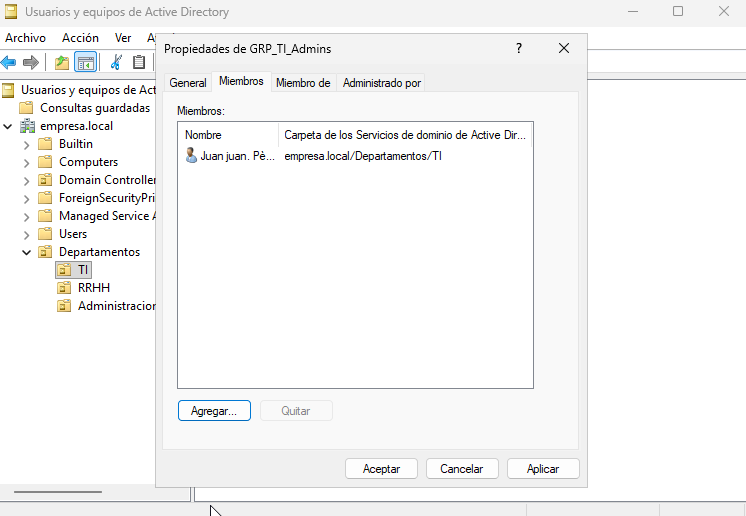 Usuarios y equipos de Active Directory
Archivo Acción Ver
Propiedades de GRP_TI_Admins ?
General Miembros Miembro de Administrado por
Usuarios y equipos de Act
Consultas guardadas
empresa.local
Builtin
Computers
Domain Controller
ForeignSecurityPri
Managed Service A
Users
Departamentos
TI
RRHH
Administracion
Miembros:
Nombre Carpeta de los Servicios de dominio de Active Dir...
Juan juan. Pè... empresa.local/Departamentos/TI
Agregar... Quitar
Aceptar Cancelar Aplicar